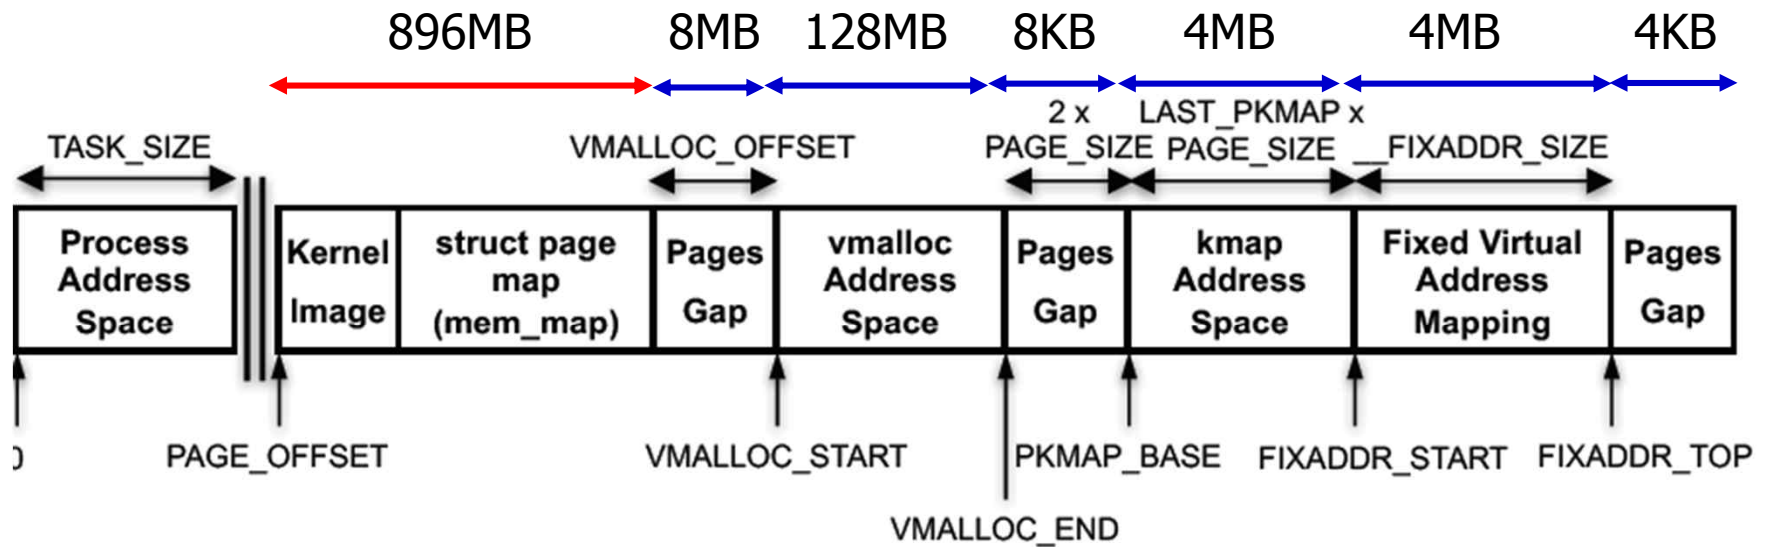 896MB 8MB 128MB 8KB 4MB 4MB 4KB
2 x LAST_PKMAP x
TASK_SIZE VMALLOC_OFFSET PAGE_SIZE PAGE_SIZE __FIXADDR_SIZE
Process
Address
Space
Kernel
Image
struct page
map
(mem_map)
Pages
Gap
vmalloc
Address
Space
Pages
Gap
kmap
Address
Space
Fixed Virtual
Address
Mapping
Pages
Gap
0 PAGE_OFFSET VMALLOC_START PKMAP_BASE FIXADDR_START FIXADDR_TOP
VMALLOC_END